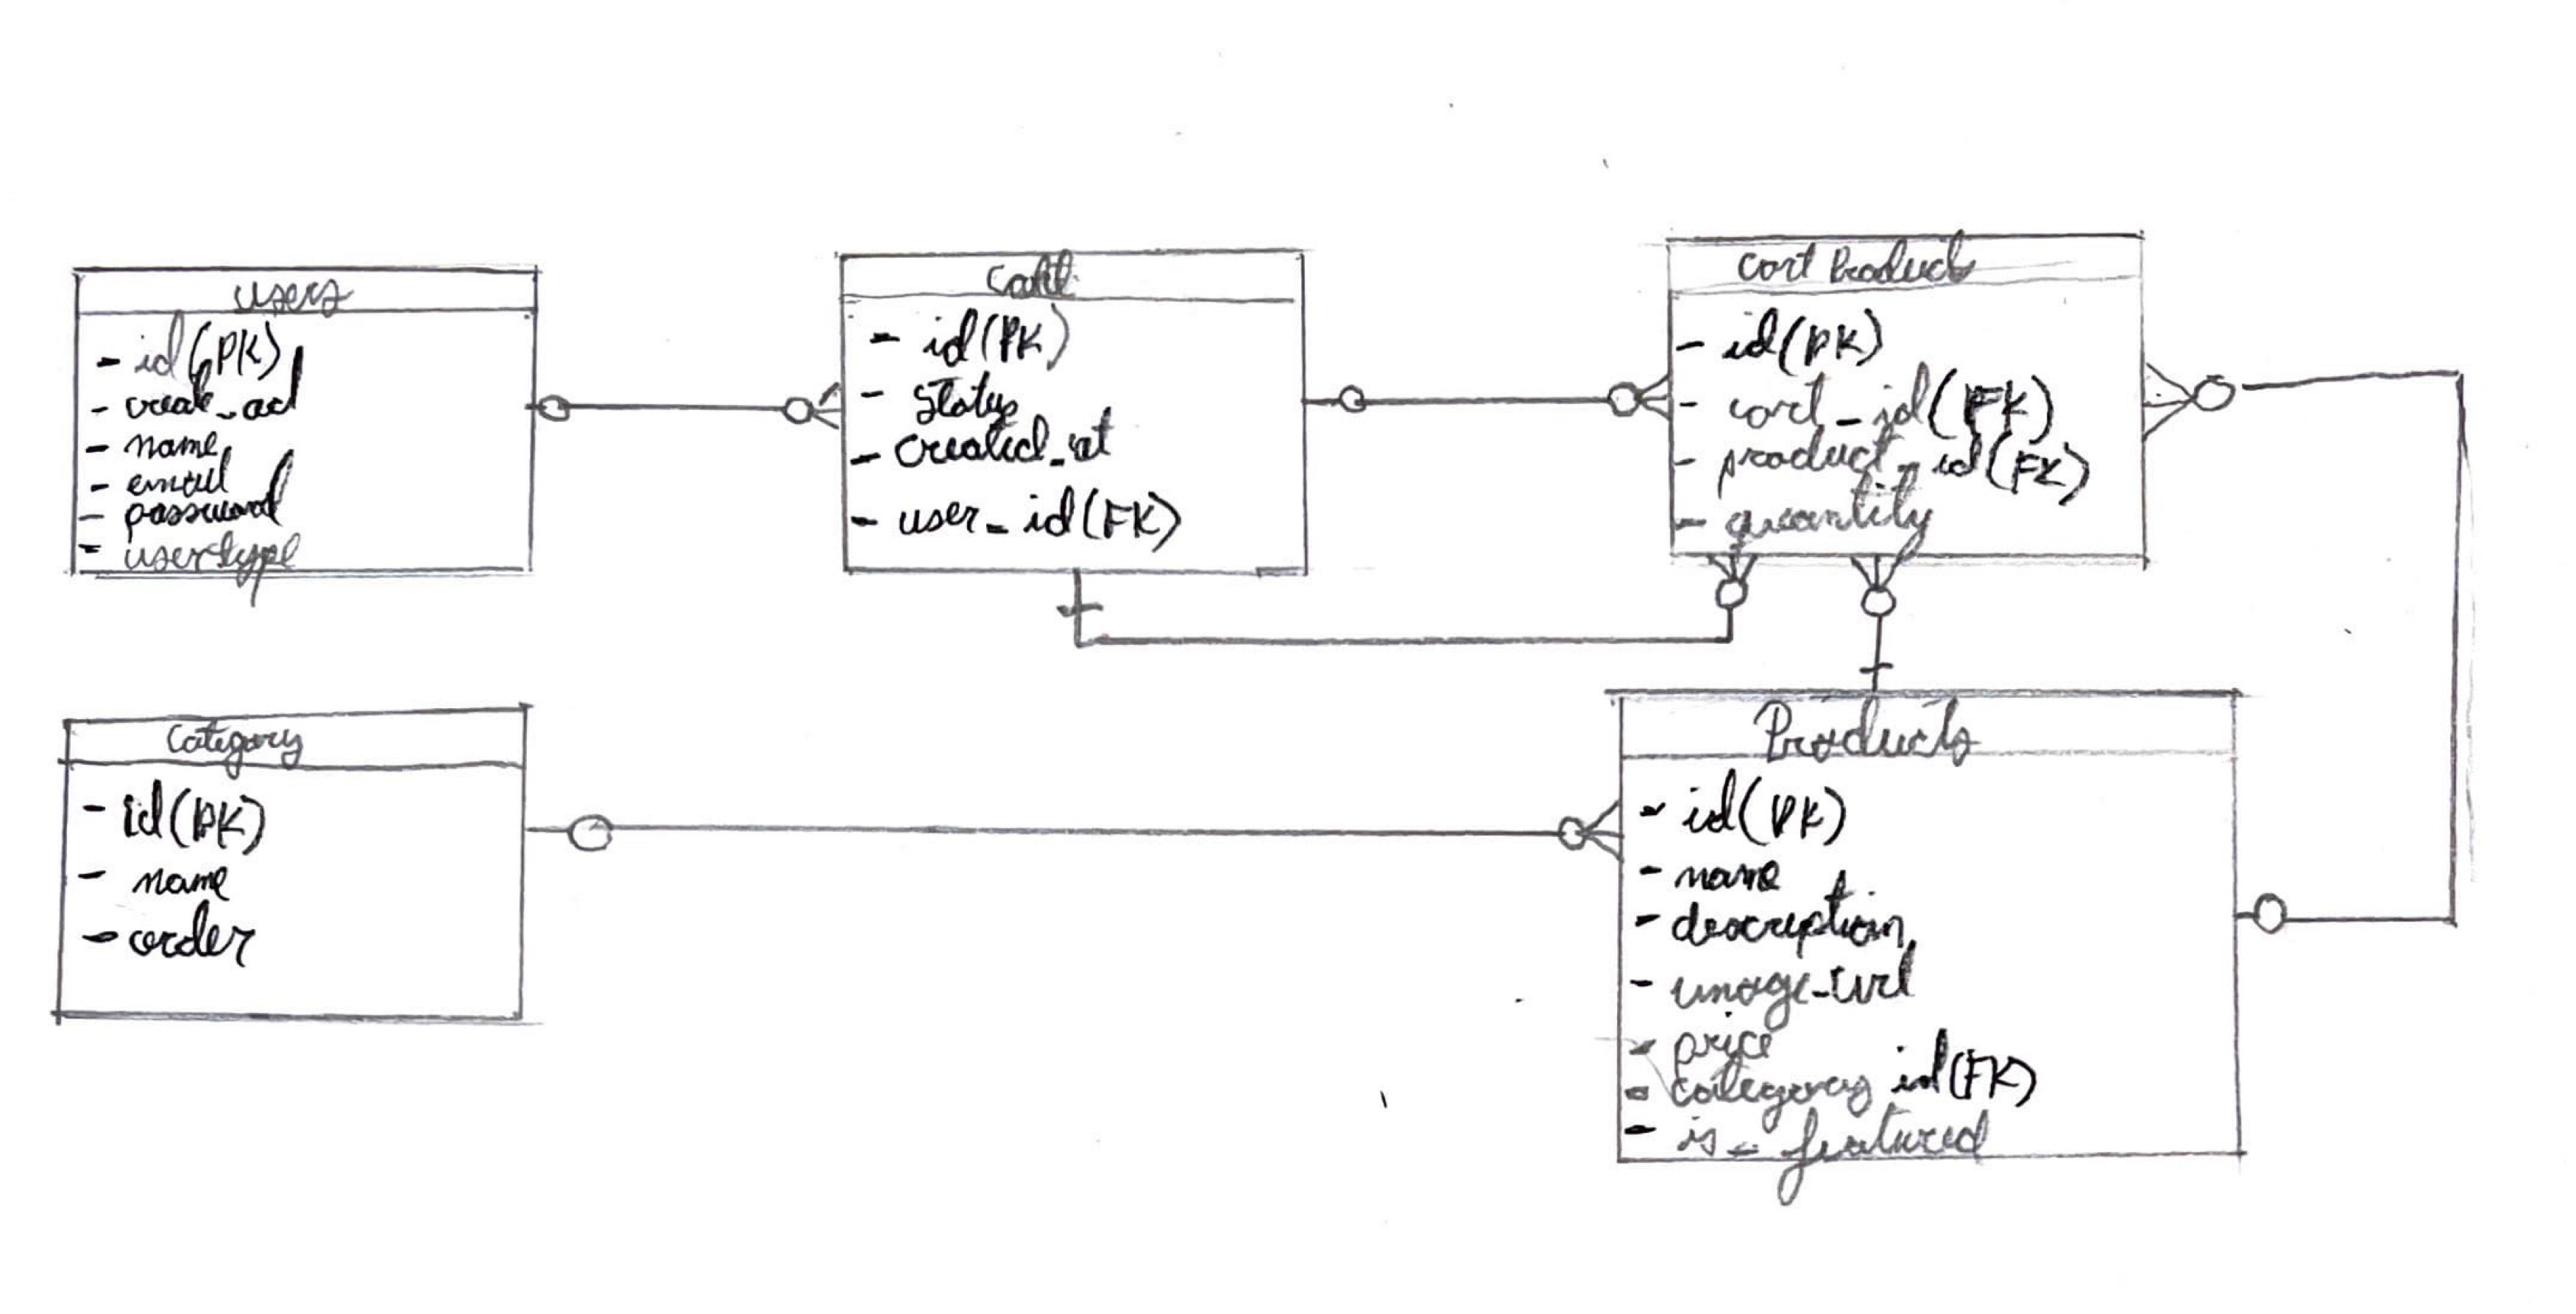 users
- id(PK)
- name
- email
- password
- usertype
Cart
- id(PK)
- Status
- created_at
- user_id(FK)
Cart Product
- id(PK)
- cart_id(FK)
- product_id(FK)
- quantity
Category
- id(PK)
- name
- order
Products
- id(PK)
- name
- description
- image_url
- price
- category id(FK)
- is_featured